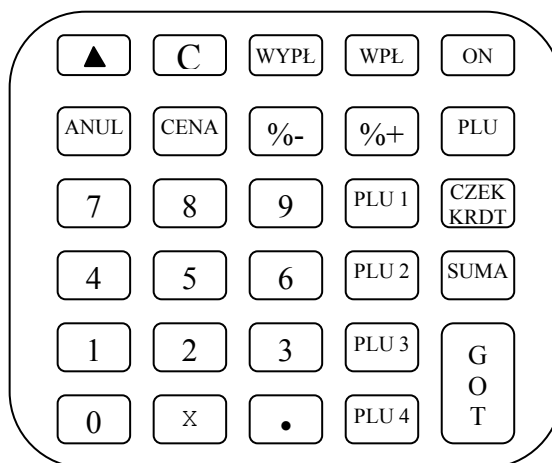 ▲ C WYPŁ WPŁ ON
ANUL CENA %- %+ PLU
7 8 9 PLU 1 CZEK
KRDT
4 5 6 PLU 2 SUMA
1 2 3 PLU 3 G
O
T
0 X . PLU 4